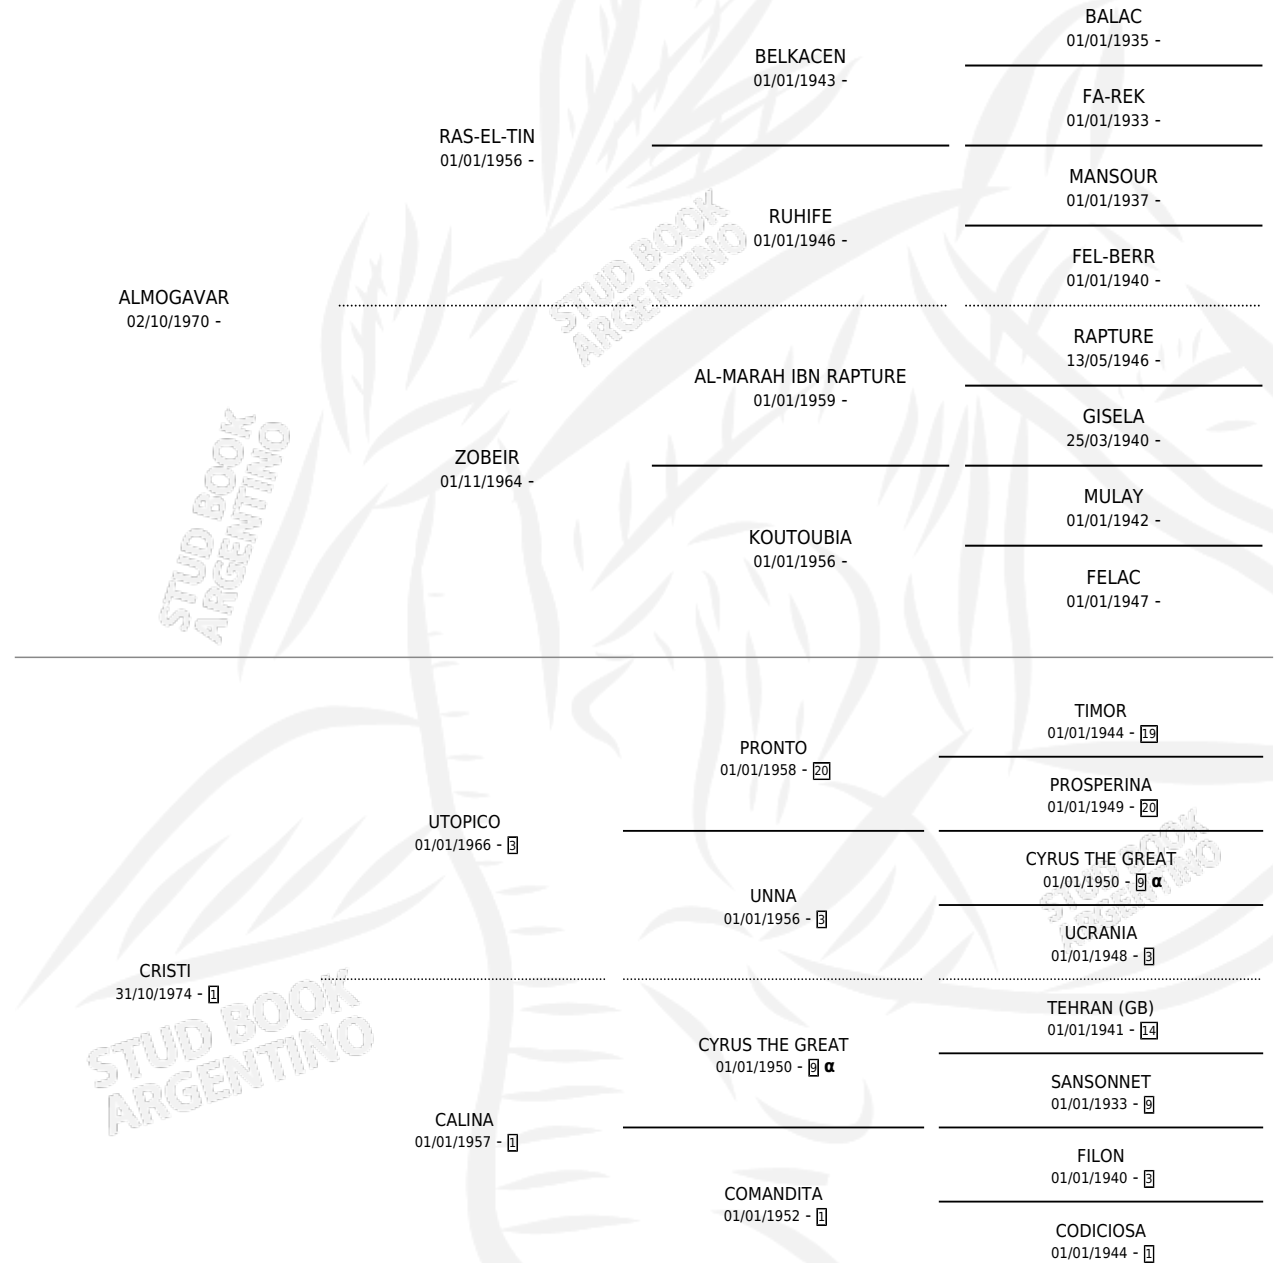 BALAC
01/01/1935 -
BELKACEN
01/01/1943 -
FA-REK
01/01/1933 -
RAS-EL-TIN
01/01/1956 -
MANSOUR
01/01/1937 -
RUHIFE
01/01/1946 -
FEL-BERR
01/01/1940 -
ALMOGAVAR
02/10/1970 -
RAPTURE
13/05/1946 -
AL-MARAH IBN RAPTURE
01/01/1959 -
GISELA
25/03/1940 -
ZOBEIR
01/11/1964 -
MULAY
01/01/1942 -
KOUTOUBIA
01/01/1956 -
FELAC
01/01/1947 -
STUD BOOK
ARGENTINO
STUD BOOK
ARGENTINO
TIMOR
01/01/1944 - 19
PRONTO
01/01/1958 - 20
PROSPERINA
01/01/1949 - 20
UTOPICO
01/01/1966 - 3
CYRUS THE GREAT
01/01/1950 - 9 α
UNNA
01/01/1956 - 3
UCRANIA
01/01/1948 - 3
CRISTI
31/10/1974 - 1
TEHRAN (GB)
01/01/1941 - 14
CYRUS THE GREAT
01/01/1950 - 9 α
SANSONNET
01/01/1933 - 9
CALINA
01/01/1957 - 1
FILON
01/01/1940 - 3
COMANDITA
01/01/1952 - 1
CODICIOSA
01/01/1944 - 1
STUD BOOK
ARGENTINO
STUD BOOK
ARGENTINO